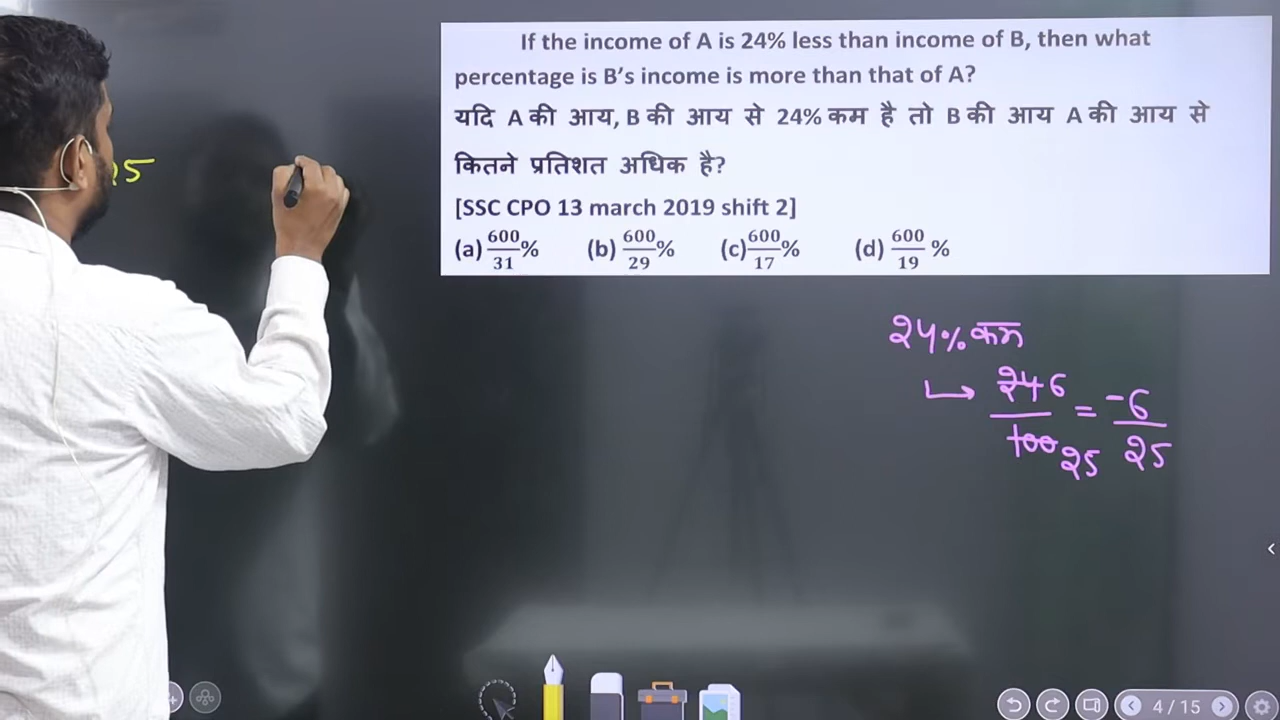 If the income of A is 24% less than income of B, then what
percentage is B's income is more than that of A?
यदि A की आय, B की आय से 24% कम है तो B की आय A की आय से
कितने प्रतिशत अधिक है?
[SSC CPO 13 march 2019 shift 2]
(a) 600/31 % (b) 600/29 % (c) 600/17 % (d) 600/19 %
24% कम
↳ 24 6 / 100 25 = -6/25
4 / 15